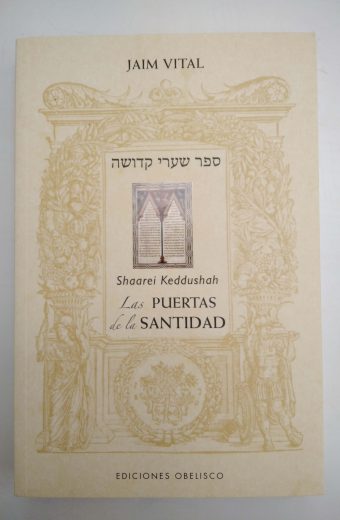 JAIM VITAL
ספר שערי קדושה
Shaarei Keddushah
Las PUERTAS
de la SANTIDAD
EDICIONES OBELISCO